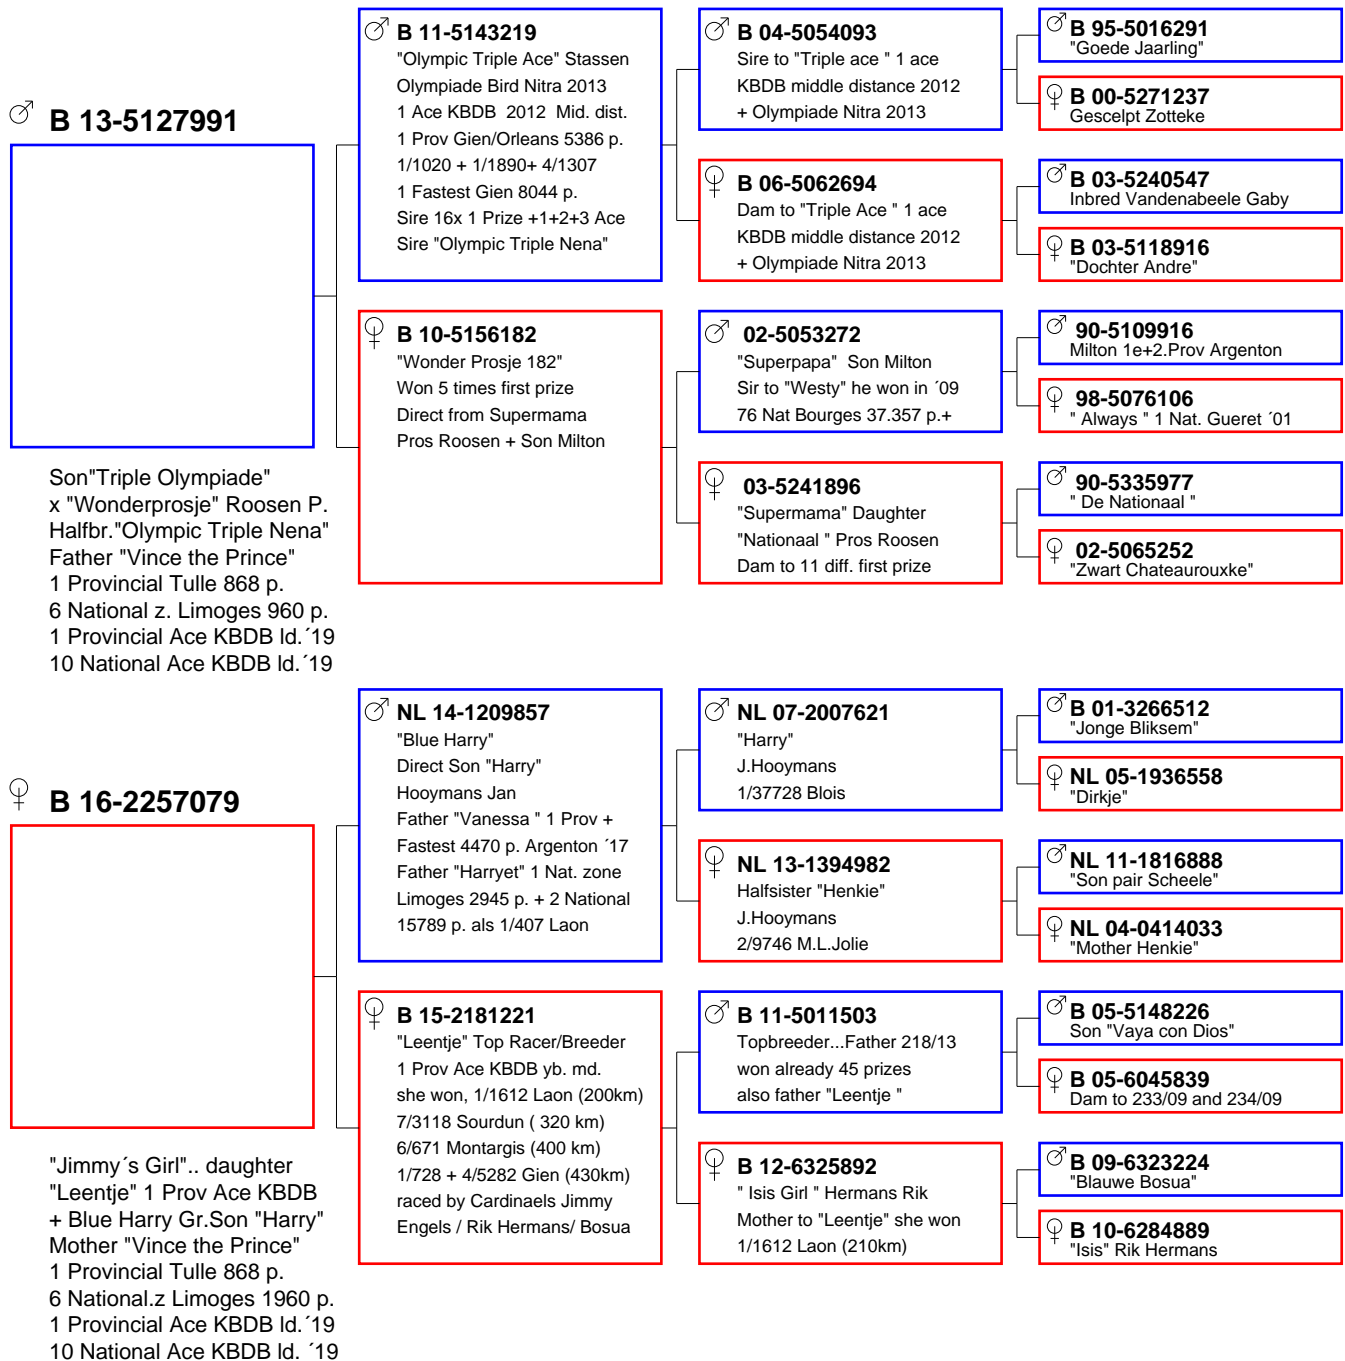 B 13-5127991
Son"Triple Olympiade"
x "Wonderprosje" Roosen P.
Halfbr."Olympic Triple Nena"
Father "Vince the Prince"
1 Provincial Tulle 868 p.
6 National z. Limoges 960 p.
1 Provincial Ace KBDB ld.´19
10 National Ace KBDB ld.´19
B 11-5143219
"Olympic Triple Ace" Stassen
Olympiade Bird Nitra 2013
1 Ace KBDB  2012  Mid. dist.
1 Prov Gien/Orleans 5386 p.
1/1020 + 1/1890+ 4/1307
1 Fastest Gien 8044 p.
Sire 16x 1 Prize +1+2+3 Ace
Sire "Olympic Triple Nena"
B 10-5156182
"Wonder Prosje 182"
Won 5 times first prize
Direct from Supermama
Pros Roosen + Son Milton
B 04-5054093
Sire to "Triple ace " 1 ace
KBDB middle distance 2012
+ Olympiade Nitra 2013
B 06-5062694
Dam to "Triple Ace " 1 ace
KBDB middle distance 2012
+ Olympiade Nitra 2013
02-5053272
"Superpapa"  Son Milton
Sir to "Westy" he won in ´09
76 Nat Bourges 37.357 p.+
03-5241896
"Supermama" Daughter
"Nationaal " Pros Roosen
Dam to 11 diff. first prize
B 95-5016291
"Goede Jaarling"
B 00-5271237
Gescelpt Zotteke
B 03-5240547
Inbred Vandenabeele Gaby
B 03-5118916
"Dochter Andre"
90-5109916
Milton 1e+2.Prov Argenton
98-5076106
" Always " 1 Nat. Gueret ´01
90-5335977
" De Nationaal "
02-5065252
"Zwart Chateaurouxke"
B 16-2257079
"Jimmy´s Girl".. daughter
"Leentje" 1 Prov Ace KBDB
+ Blue Harry Gr.Son "Harry"
Mother "Vince the Prince"
1 Provincial Tulle 868 p.
6 National.z Limoges 1960 p.
1 Provincial Ace KBDB ld.´19
10 National Ace KBDB ld. ´19
NL 14-1209857
"Blue Harry"
Direct Son "Harry"
Hooymans Jan
Father "Vanessa " 1 Prov +
Fastest 4470 p. Argenton ´17
Father "Harryet" 1 Nat. zone
Limoges 2945 p. + 2 National
15789 p. als 1/407 Laon
B 15-2181221
"Leentje" Top Racer/Breeder
1 Prov Ace KBDB yb. md.
she won, 1/1612 Laon (200km)
7/3118 Sourdun ( 320 km)
6/671 Montargis (400 km)
1/728 + 4/5282 Gien (430km)
raced by Cardinaels Jimmy
Engels / Rik Hermans/ Bosua
NL 07-2007621
"Harry"
J.Hooymans
1/37728 Blois
NL 13-1394982
Halfsister "Henkie"
J.Hooymans
2/9746 M.L.Jolie
B 11-5011503
Topbreeder...Father 218/13
won already 45 prizes
also father "Leentje "
B 12-6325892
" Isis Girl " Hermans Rik
Mother to "Leentje" she won
1/1612 Laon (210km)
B 01-3266512
"Jonge Bliksem"
NL 05-1936558
"Dirkje"
NL 11-1816888
"Son pair Scheele"
NL 04-0414033
"Mother Henkie"
B 05-5148226
Son "Vaya con Dios"
B 05-6045839
Dam to 233/09 and 234/09
B 09-6323224
"Blauwe Bosua"
B 10-6284889
"Isis" Rik Hermans